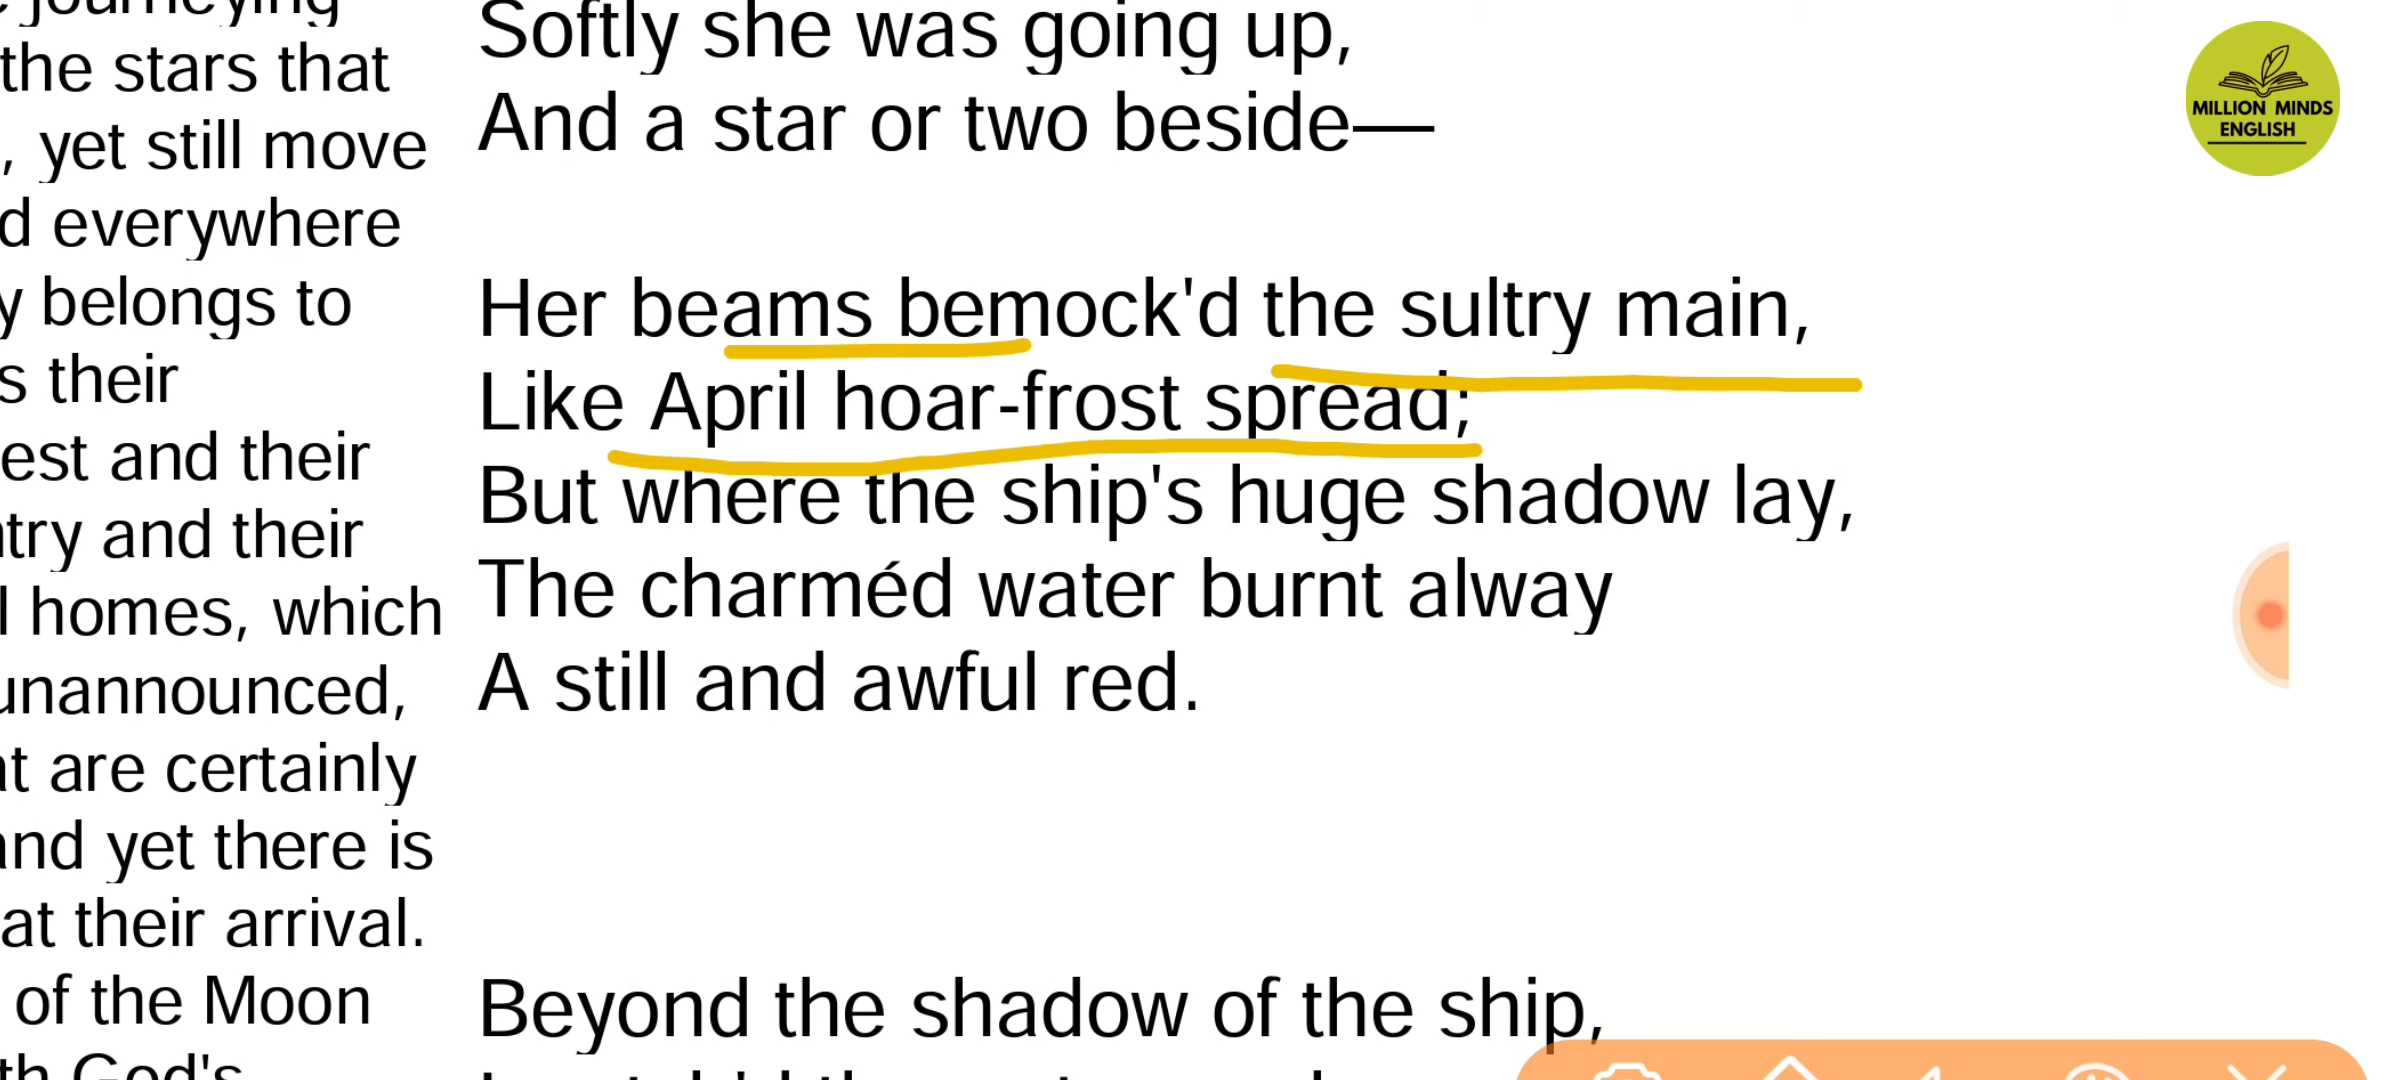 journeying
the stars that
, yet still move
d everywhere
y belongs to
s their
est and their
try and their
l homes, which
unannounced,
at are certainly
and yet there is
at their arrival.
of the Moon
th God's
Softly she was going up,
And a star or two beside—
Her beams bemock'd the sultry main,
Like April hoar-frost spread;
But where the ship's huge shadow lay,
The charméd water burnt alway
A still and awful red.
Beyond the shadow of the ship,
MILLION MINDS
ENGLISH